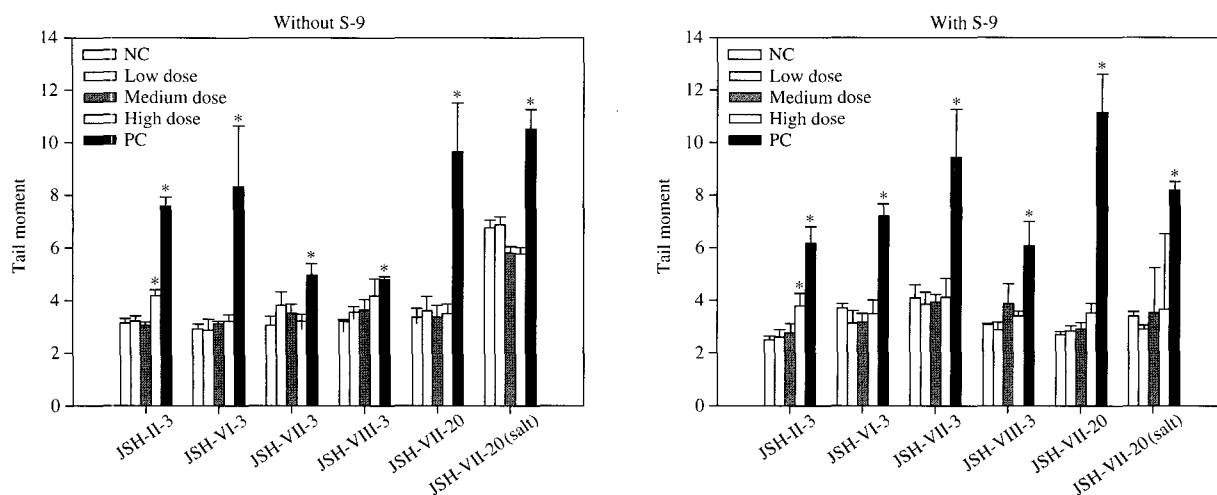 Without S-9
14
12
10
8
6
4
2
0
Tail moment
NC
Low dose
Medium dose
High dose
PC
*
*
*
*
*
*
*
JSH-II-3
JSH-VI-3
JSH-VII-3
JSH-VIII-3
JSH-VII-20
JSH-VII-20 (salt)
With S-9
14
12
10
8
6
4
2
0
Tail moment
NC
Low dose
Medium dose
High dose
PC
*
*
*
*
*
*
*
JSH-II-3
JSH-VI-3
JSH-VII-3
JSH-VIII-3
JSH-VII-20
JSH-VII-20 (salt)